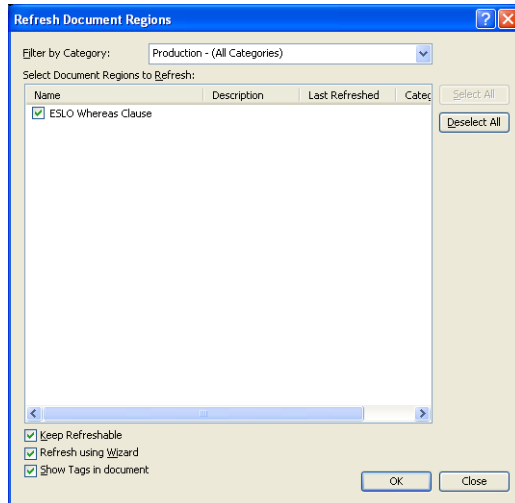 Refresh Document Regions
Filter by Category: Production - (All Categories)
Select Document Regions to Refresh:
Name Description Last Refreshed Categ Select All
ESLO Whereas Clause
Deselect All
Keep Refreshable
Refresh using Wizard
Show Tags in document
OK Close